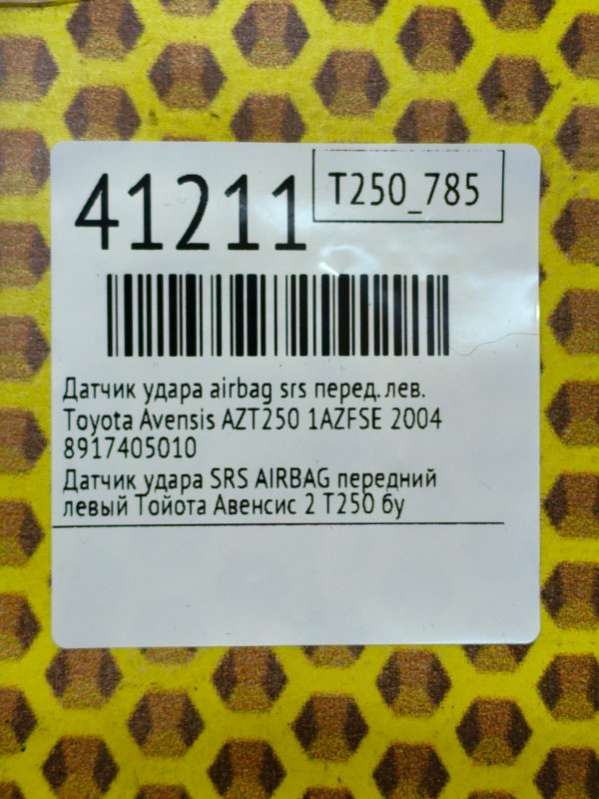 41211
T250_785
Датчик удара airbag srs перед. лев.
Toyota Avensis AZT250 1AZFSE 2004
8917405010
Датчик удара SRS AIRBAG передний
левый Тойота Авенсис 2 Т250 бу